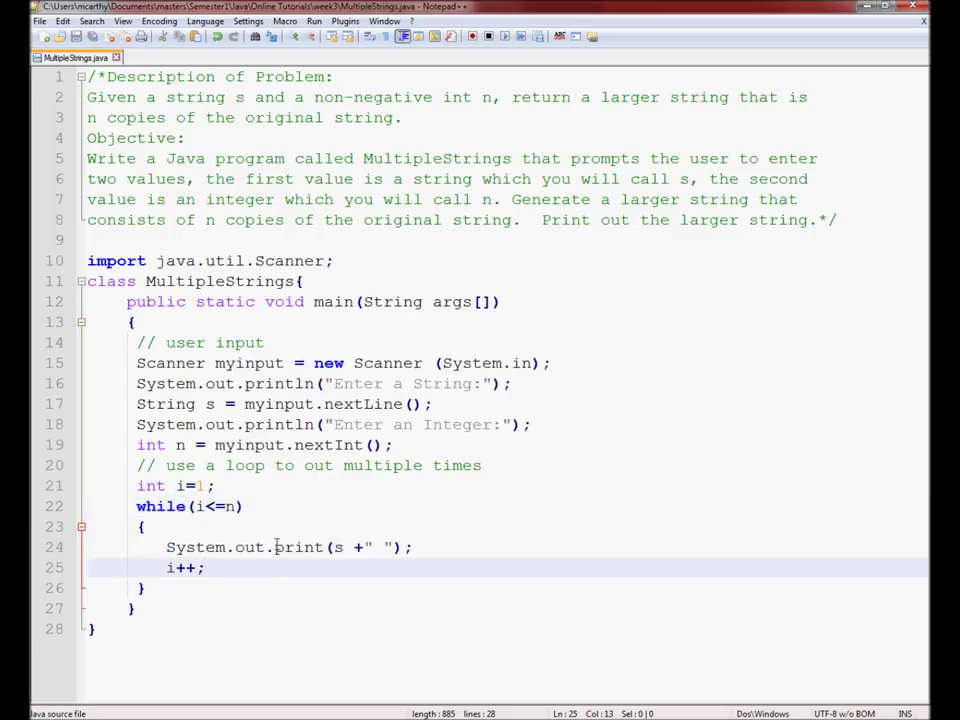 C:\Users\mcarthy\Documents\masters\Semester1\Java\Online Tutorials\week3\MultipleStrings.java - Notepad++
File Edit Search View Encoding Language Settings Macro Run Plugins Window ? X
MultipleStrings.java
1 /*Description of Problem:
2 Given a string s and a non-negative int n, return a larger string that is
3 n copies of the original string.
4 Objective:
5 Write a Java program called MultipleStrings that prompts the user to enter
6 two values, the first value is a string which you will call s, the second
7 value is an integer which you will call n. Generate a larger string that
8 consists of n copies of the original string.  Print out the larger string.*/
9
10 import java.util.Scanner;
11 class MultipleStrings{
12 public static void main(String args[])
13 {
14 // user input
15 Scanner myinput = new Scanner (System.in);
16 System.out.println("Enter a String:");
17 String s = myinput.nextLine();
18 System.out.println("Enter an Integer:");
19 int n = myinput.nextInt();
20 // use a loop to out multiple times
21 int i=1;
22 while(i<=n)
23 {
24 System.out.print(s +" ");
25 i++;
26 }
27 }
28 }
Java source file length : 885 lines : 28 Ln : 25 Col : 13 Sel : 0 | 0 Dos\Windows UTF-8 w/o BOM INS